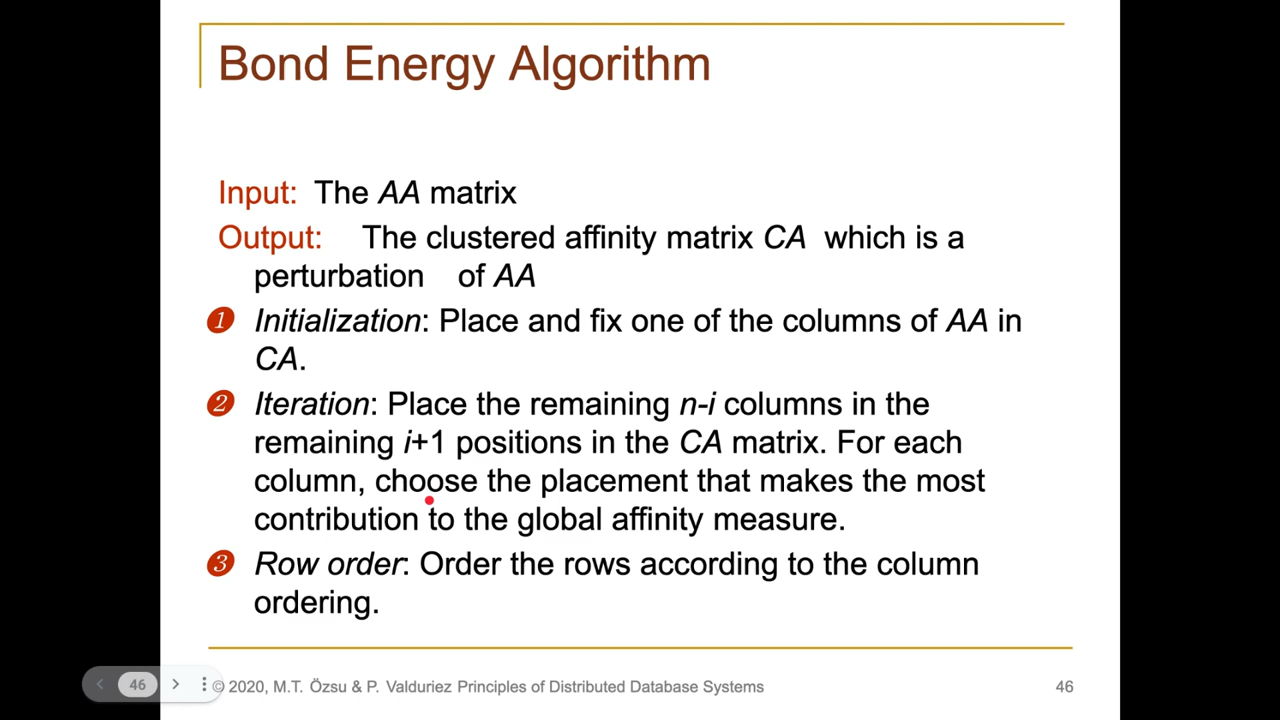 Bond Energy Algorithm
Input: The AA matrix
Output: The clustered affinity matrix CA which is a
perturbation of AA
❶ Initialization: Place and fix one of the columns of AA in
CA.
❷ Iteration: Place the remaining n-i columns in the
remaining i+1 positions in the CA matrix. For each
column, choose the placement that makes the most
contribution to the global affinity measure.
❸ Row order: Order the rows according to the column
ordering.
46
© 2020, M.T. Özsu & P. Valduriez Principles of Distributed Database Systems
46